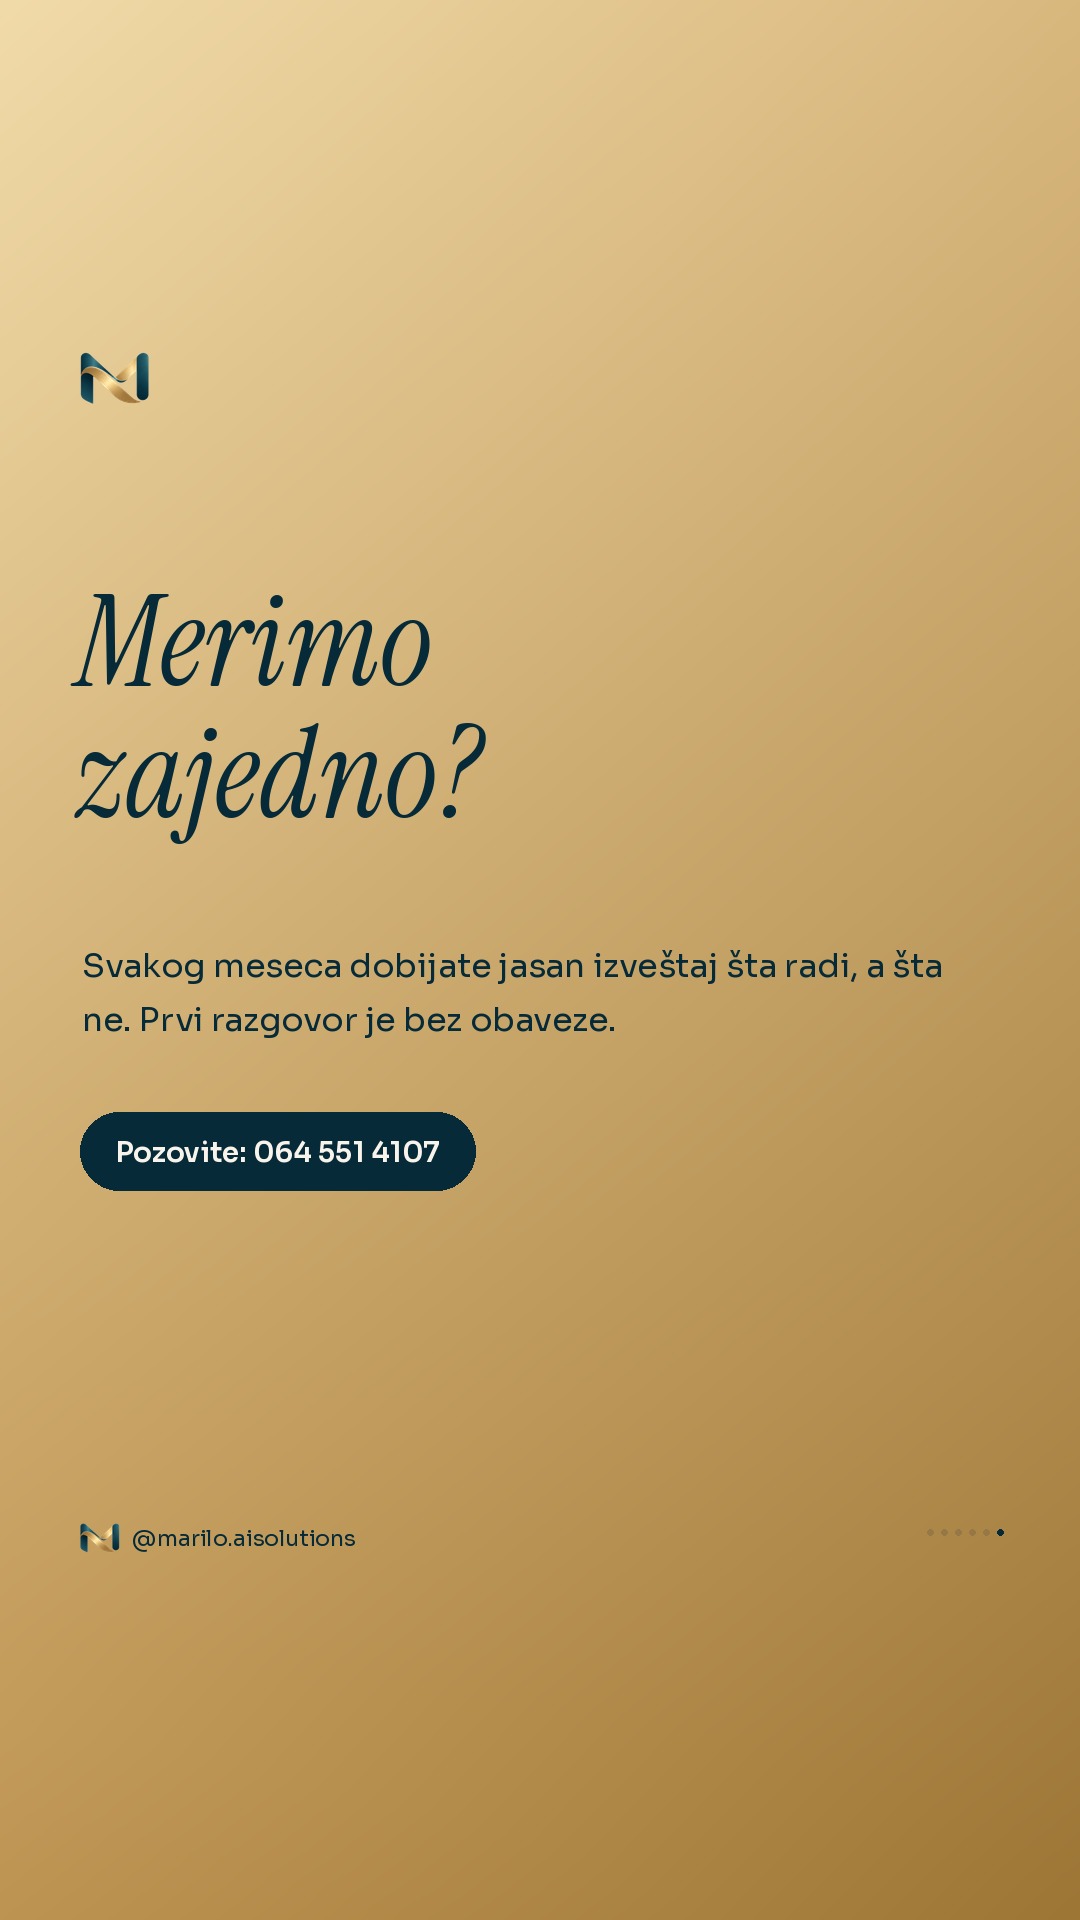 Merimo
zajedno?
Svakog meseca dobijate jasan izveštaj šta radi, a šta
ne. Prvi razgovor je bez obaveze.
Pozovite: 064 551 4107
@marilo.aisolutions